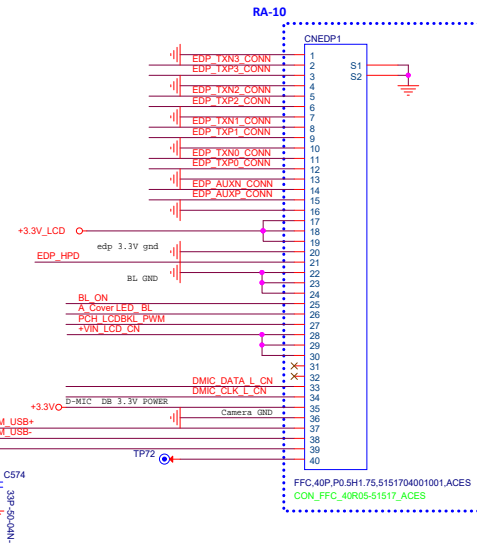 RA-10
CNEDP1
1
EDP_TXN3_CONN 2 S1
EDP_TXP3_CONN 3 S2
4
EDP_TXN2_CONN 5
EDP_TXP2_CONN 6
7
EDP_TXN1_CONN 8
EDP_TXP1_CONN 9
10
EDP_TXN0_CONN 11
EDP_TXP0_CONN 12
13
EDP_AUXN_CONN 14
EDP_AUXP_CONN 15
16
17
+3.3V_LCD 18
19
edp 3.3V gnd 20
EDP_HPD 21
22
BL GND 23
24
BL_ON 25
A_Cover LED_BL 26
PCH_LCDBKL_PWM 27
+VIN_LCD_CN 28
29
30
31
32
DMIC_DATA_L_CN 33
DMIC_CLK_L_CN 34
+3.3V D-MIC DB 3.3V POWER 35
Camera GND 36
M_USB+ 37
M_USB- 38
39
TP72 40
C574
FFC,40P,P0.5H1.75,5151704001001,ACES
CON_FFC_40R05-51517_ACES
33P-50-04N-